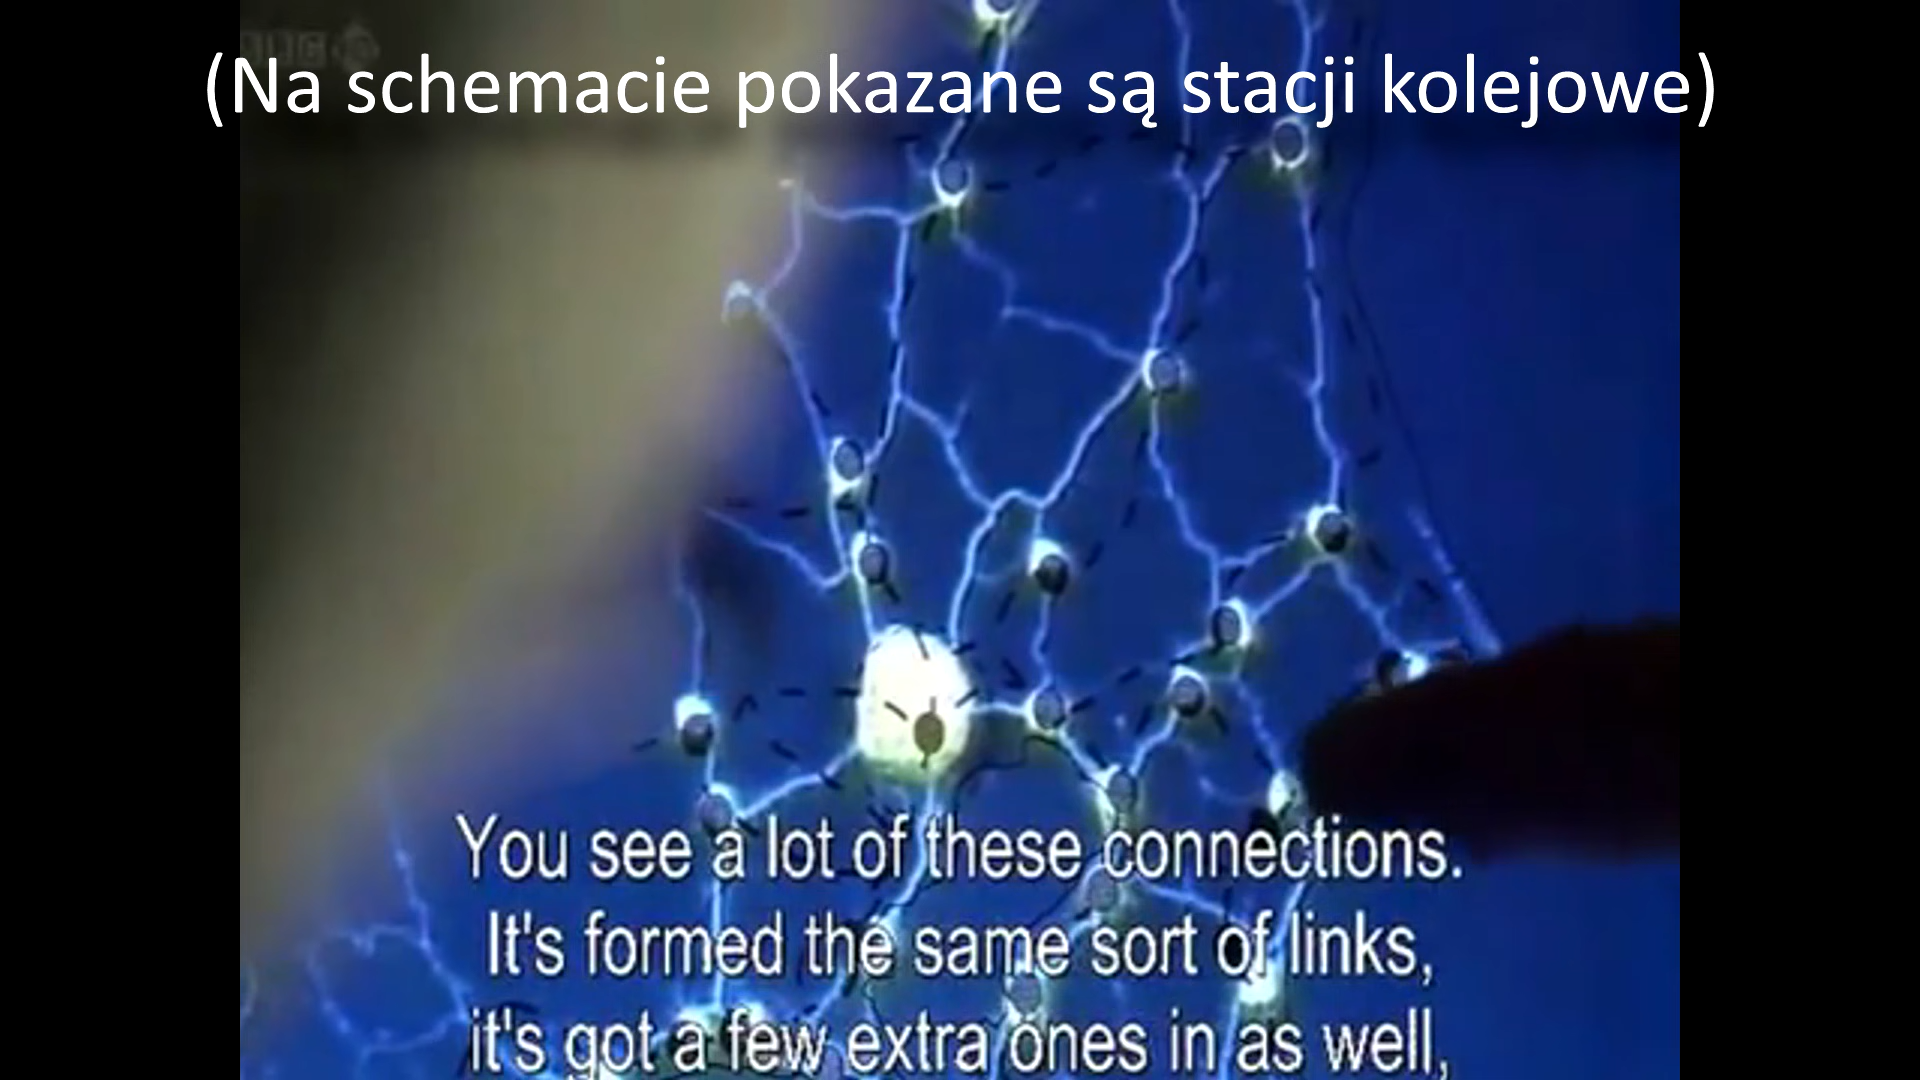 (Na schemacie pokazane są stacji kolejowe)
You see a lot of these connections.
It's formed the same sort of links,
it's got a few extra ones in as well,